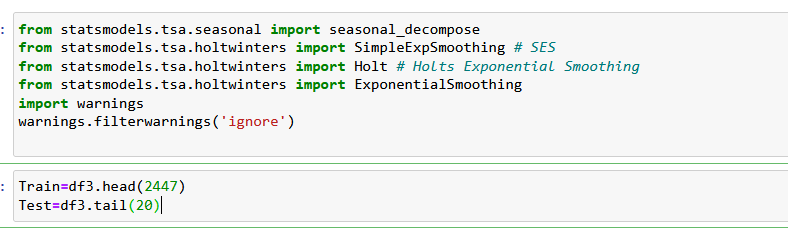 : from statsmodels.tsa.seasonal import seasonal_decompose
from statsmodels.tsa.holtwinters import SimpleExpSmoothing # SES
from statsmodels.tsa.holtwinters import Holt # Holts Exponential Smoothing
from statsmodels.tsa.holtwinters import ExponentialSmoothing
import warnings
warnings.filterwarnings('ignore')
: Train=df3.head(2447)
Test=df3.tail(20)